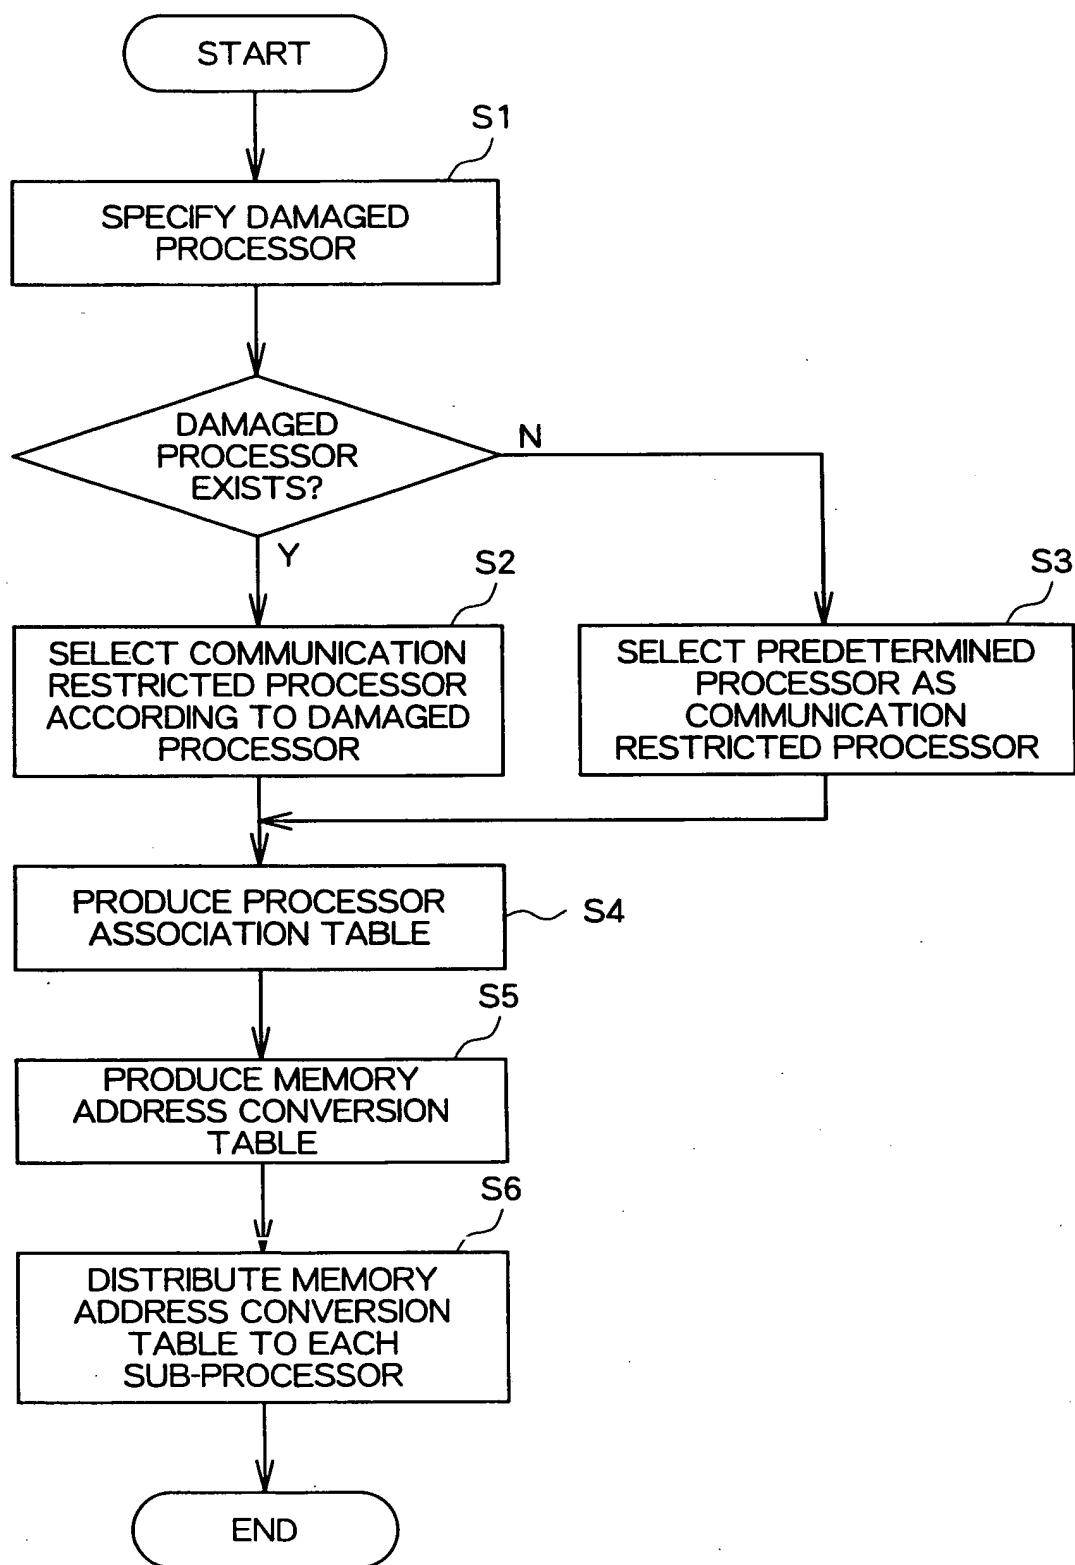 START
S1
SPECIFY DAMAGED
PROCESSOR
DAMAGED
PROCESSOR
EXISTS?
N
Y
S2
S3
SELECT COMMUNICATION
RESTRICTED PROCESSOR
ACCORDING TO DAMAGED
PROCESSOR
SELECT PREDETERMINED
PROCESSOR AS
COMMUNICATION
RESTRICTED PROCESSOR
PRODUCE PROCESSOR
ASSOCIATION TABLE
S4
S5
PRODUCE MEMORY
ADDRESS CONVERSION
TABLE
S6
DISTRIBUTE MEMORY
ADDRESS CONVERSION
TABLE TO EACH
SUB-PROCESSOR
END